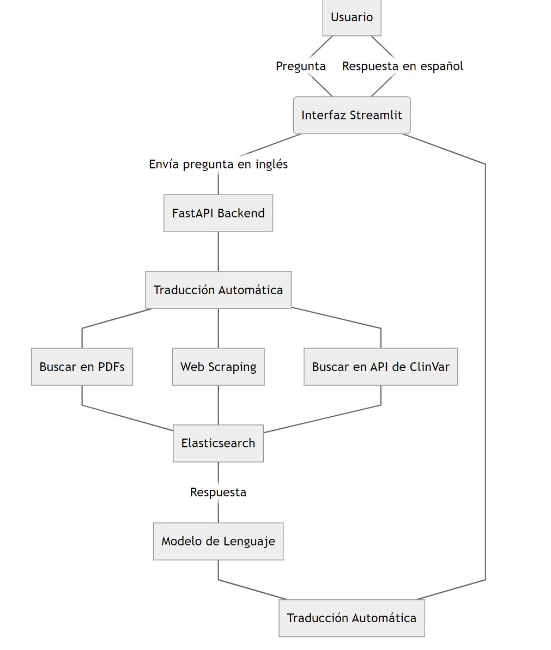 Usuario
Pregunta
Respuesta en español
Interfaz Streamlit
Envía pregunta en inglés
FastAPI Backend
Traducción Automática
Buscar en PDFs
Web Scraping
Buscar en API de ClinVar
Elasticsearch
Respuesta
Modelo de Lenguaje
Traducción Automática